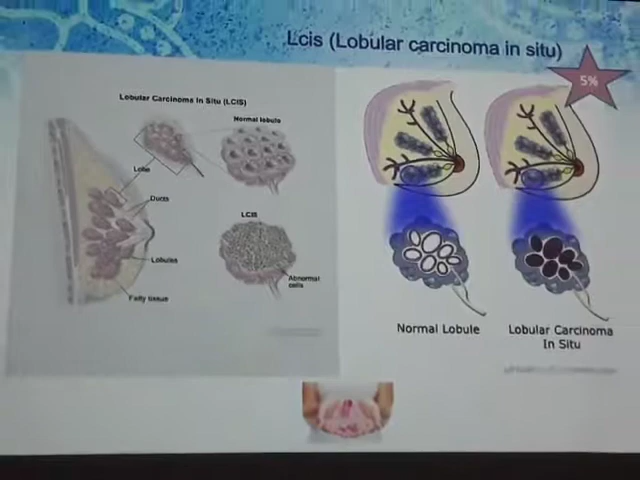 Lcis (Lobular carcinoma in situ)
5%
Lobular Carcinoma In Situ (LCIS)
Normal lobule
Lobe
Ducts
LCIS
Lobules
Abnormal
cells
Fatty tissue
Normal Lobule
Lobular Carcinoma
In Situ